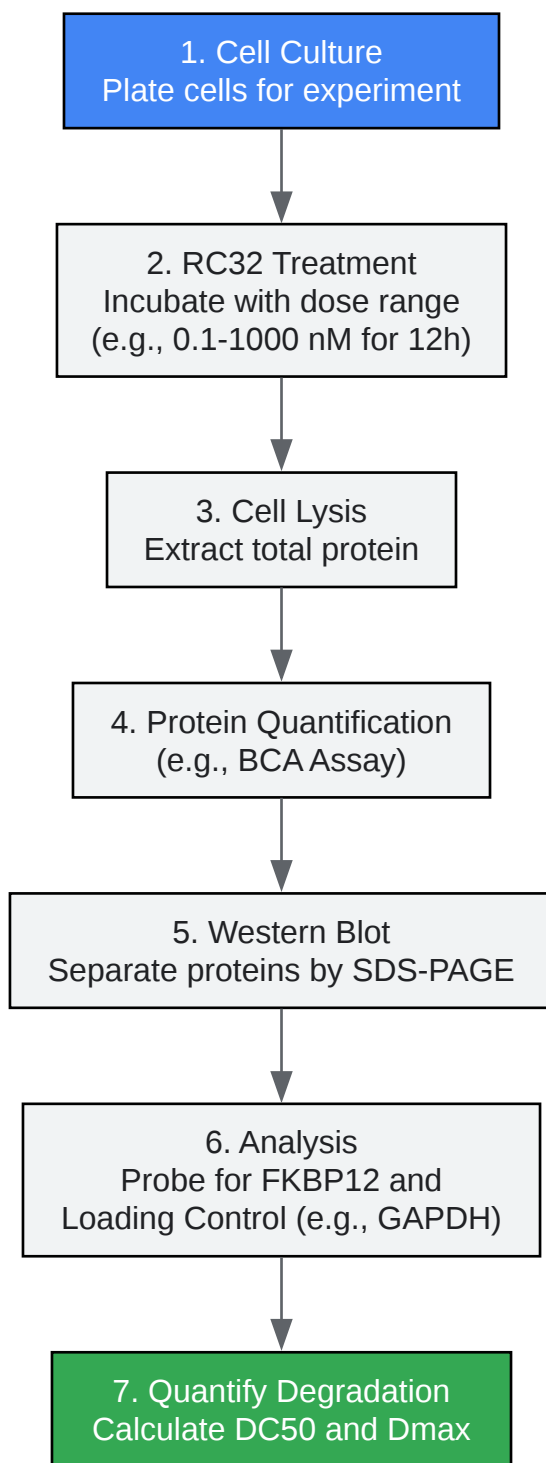 1. Cell Culture
Plate cells for experiment
2. RC32 Treatment
Incubate with dose range
(e.g., 0.1-1000 nM for 12h)
3. Cell Lysis
Extract total protein
4. Protein Quantification
(e.g., BCA Assay)
5. Western Blot
Separate proteins by SDS-PAGE
6. Analysis
Probe for FKBP12 and
Loading Control (e.g., GAPDH)
7. Quantify Degradation
Calculate DC50 and Dmax